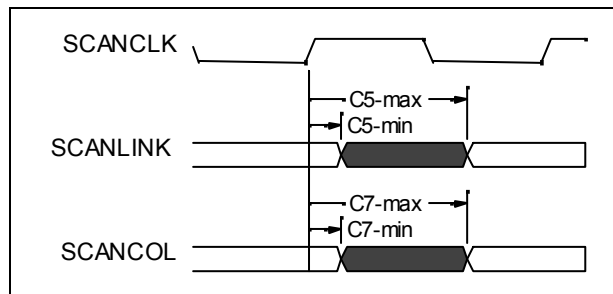 SCANCLK
C5-max
C5-min
SCANLINK
C7-max
C7-min
SCANCOL